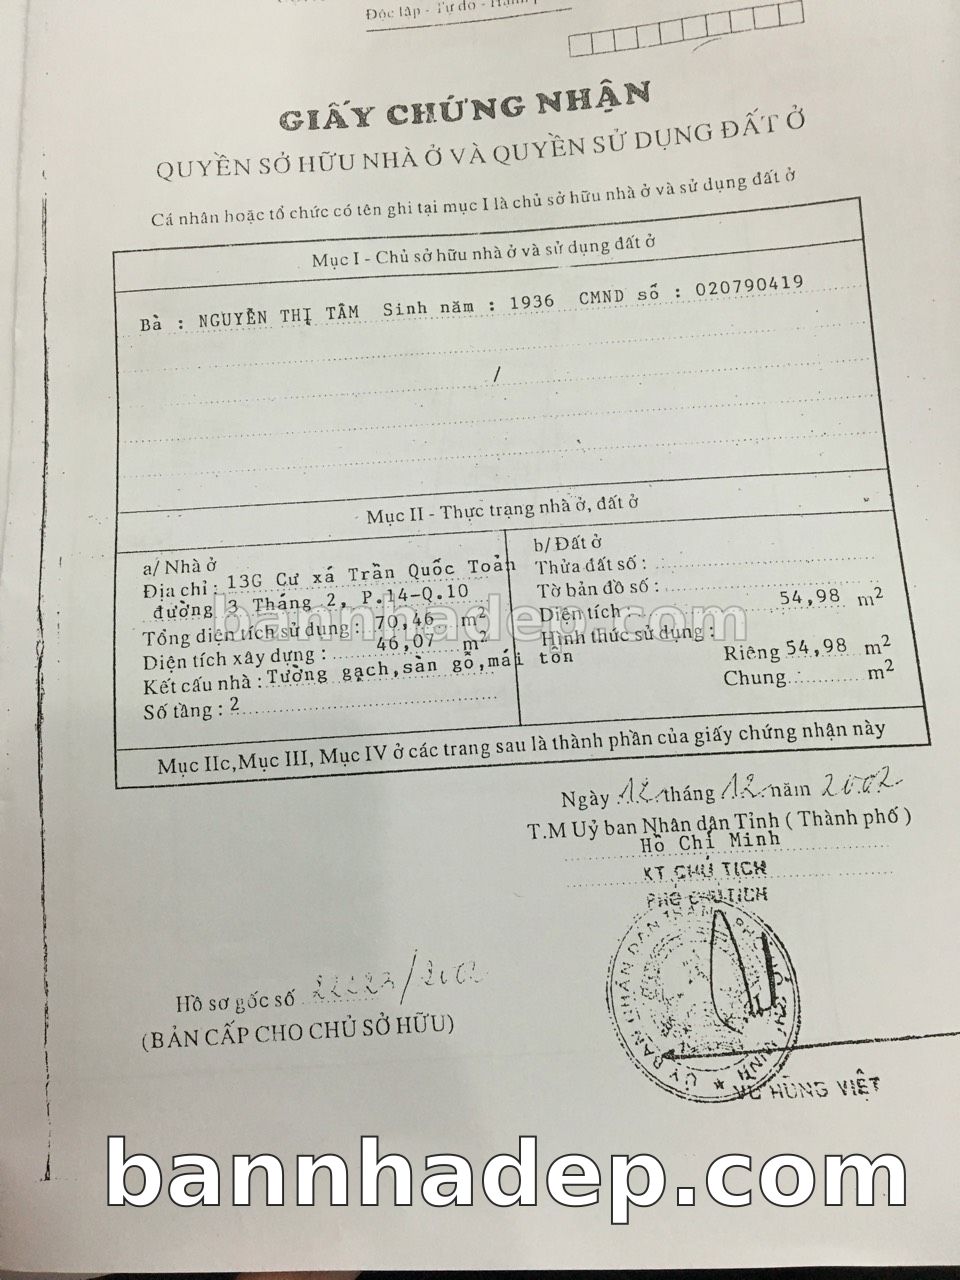 Độc lập - Tự do -
GIẤY CHỨNG NHẬN
QUYỀN SỞ HỮU NHÀ Ở VÀ QUYỀN SỬ DỤNG ĐẤT Ở
Cá nhân hoặc tổ chức có tên ghi tại mục I là chủ sở hữu nhà ở và sử dụng đất ở
Mục I - Chủ sở hữu nhà ở và sử dụng đất ở
Bà : NGUYỄN THỊ TÂM Sinh năm : 1936 CMND số : 020790419
/
Mục II - Thực trạng nhà ở, đất ở
a/ Nhà ở
Địa chỉ : 13G Cư xá Trần Quốc Toản
đường 3 Tháng 2, P.14-Q.10
Tổng diện tích sử dụng : 70,46 m2
Diện tích xây dựng : 46,07 m2
Kết cấu nhà : Tường gạch,sàn gỗ,mái tôn
Số tầng : 2
b/ Đất ở
Thửa đất số :
Tờ bản đồ số :
Diện tích : 54,98 m2
Hình thức sử dụng :
Riêng 54,98 m2
Chung m2
bannhadep.com
Mục IIc,Mục III, Mục IV ở các trang sau là thành phần của giấy chứng nhận này
Ngày 12 tháng 12 năm 2002
T.M Uỷ ban Nhân dân Tỉnh ( Thành phố )
Hồ Chí Minh
KT CHỦ TỊCH
PHÓ CHỦ TỊCH
Hồ sơ gốc số /2002
(BẢN CẤP CHO CHỦ SỞ HỮU)
VŨ HÙNG VIỆT
bannhadep.com